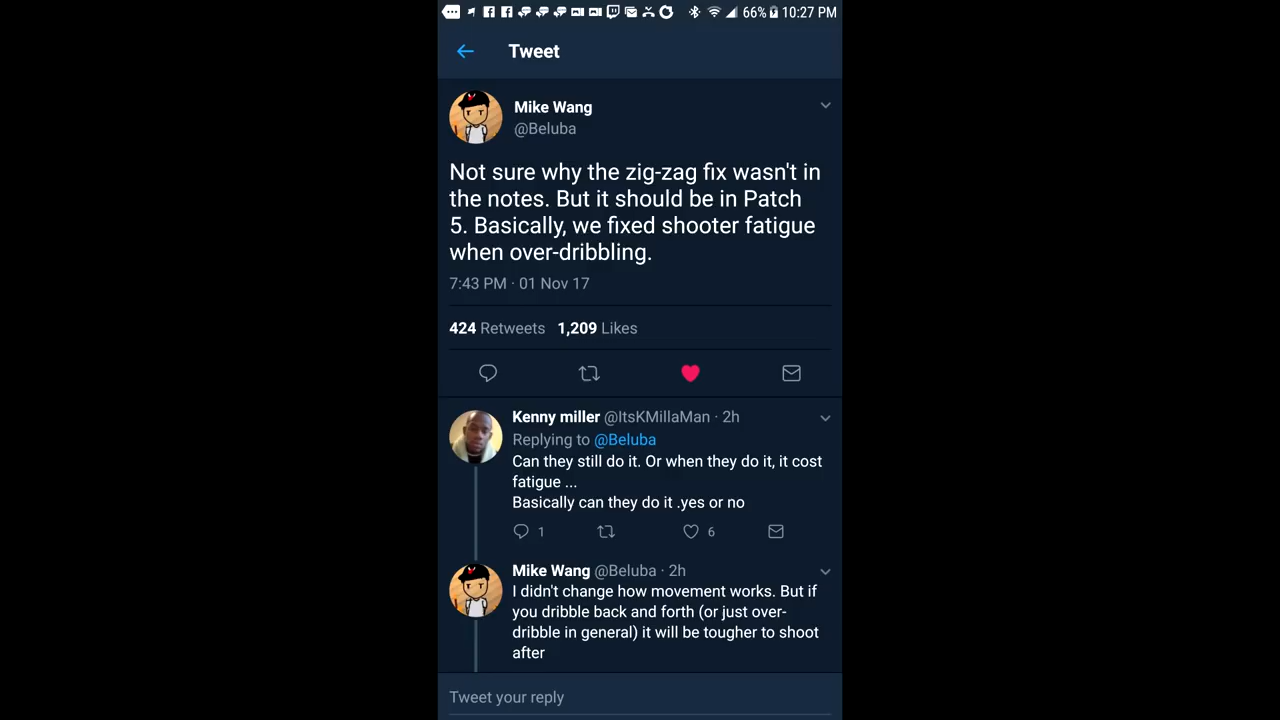 66% 10:27 PM
Tweet
Mike Wang
@Beluba
Not sure why the zig-zag fix wasn't in
the notes. But it should be in Patch
5. Basically, we fixed shooter fatigue
when over-dribbling.
7:43 PM · 01 Nov 17
424 Retweets 1,209 Likes
Kenny miller @ItsKMillaMan · 2h
Replying to @Beluba
Can they still do it. Or when they do it, it cost
fatigue ...
Basically can they do it .yes or no
1 6
Mike Wang @Beluba · 2h
I didn't change how movement works. But if
you dribble back and forth (or just over-
dribble in general) it will be tougher to shoot
after
Tweet your reply